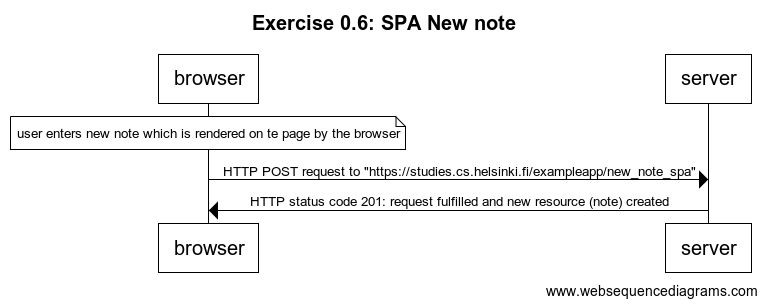 Exercise 0.6: SPA New note
browser
server
user enters new note which is rendered on te page by the browser
HTTP POST request to "https://studies.cs.helsinki.fi/exampleapp/new_note_spa"
HTTP status code 201: request fulfilled and new resource (note) created
browser
server
www.websequencediagrams.com